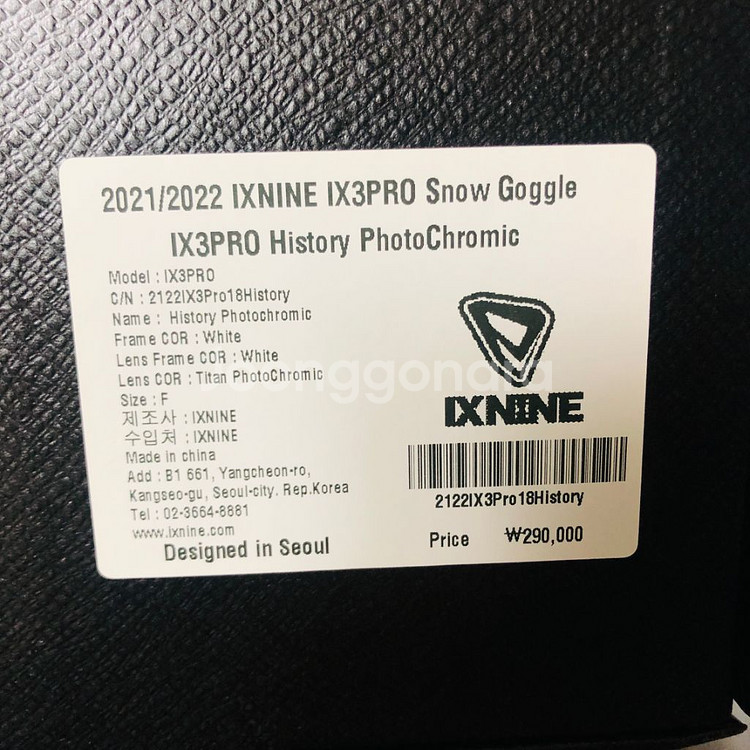 2021/2022 IXNINE IX3PRO Snow Goggle
IX3PRO History PhotoChromic
Model : IX3PRO
C/N : 2122IX3Pro18History
Name : History Photochromic
Frame COR : White
Lens Frame COR : White
Lens COR : Titan PhotoChromic
Size : F
제조사 : IXNINE
수입처 : IXNINE
Made in china
Add : B1 661, Yangcheon-ro,
Kangseo-gu, Seoul-city. Rep.Korea
Tel : 02-3664-8881
www.ixnine.com
Designed in Seoul
IXNINE
2122IX3Pro18History
Price ₩290,000